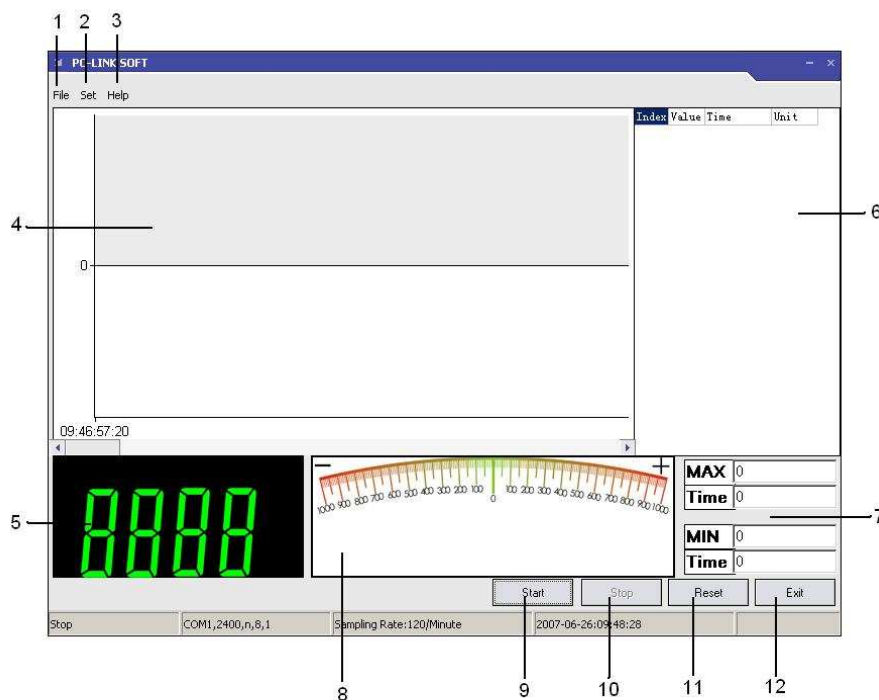 1 2 3
PC-LINK SOFT
File Set Help
Index Value Time Unit
4
6
0
09:46:57:20
5
8888
− +
1000 900 800 700 600 500 400 300 200 100 0 100 200 300 400 500 600 700 800 900 1000
MAX 0
Time 0
7
MIN 0
Time 0
Start Stop Reset Exit
Stop COM1,2400,n,8,1 Sampling Rate:120/Minute 2007-06-26:09:48:28
8 9 10 11 12